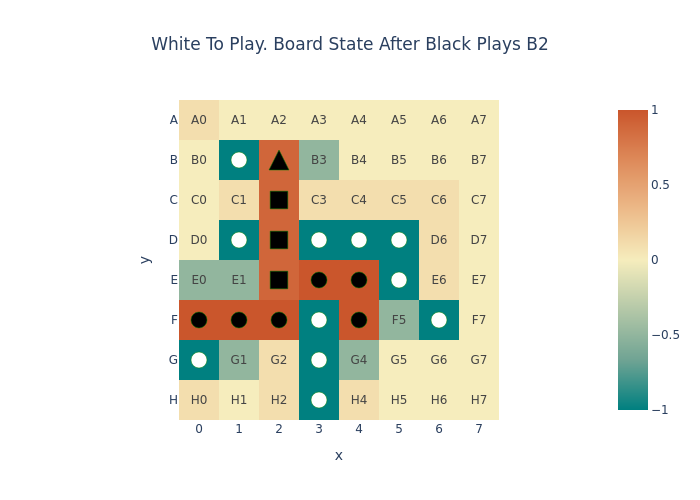 White To Play. Board State After Black Plays B2
A A0 A1 A2 A3 A4 A5 A6 A7
B B0 B3 B4 B5 B6 B7
C C0 C1 C3 C4 C5 C6 C7
D D0 D6 D7
E E0 E1 E6 E7
F F5 F7
G G1 G2 G4 G5 G6 G7
H H0 H1 H2 H4 H5 H6 H7
0 1 2 3 4 5 6 7
x
y
1
0.5
0
−0.5
−1